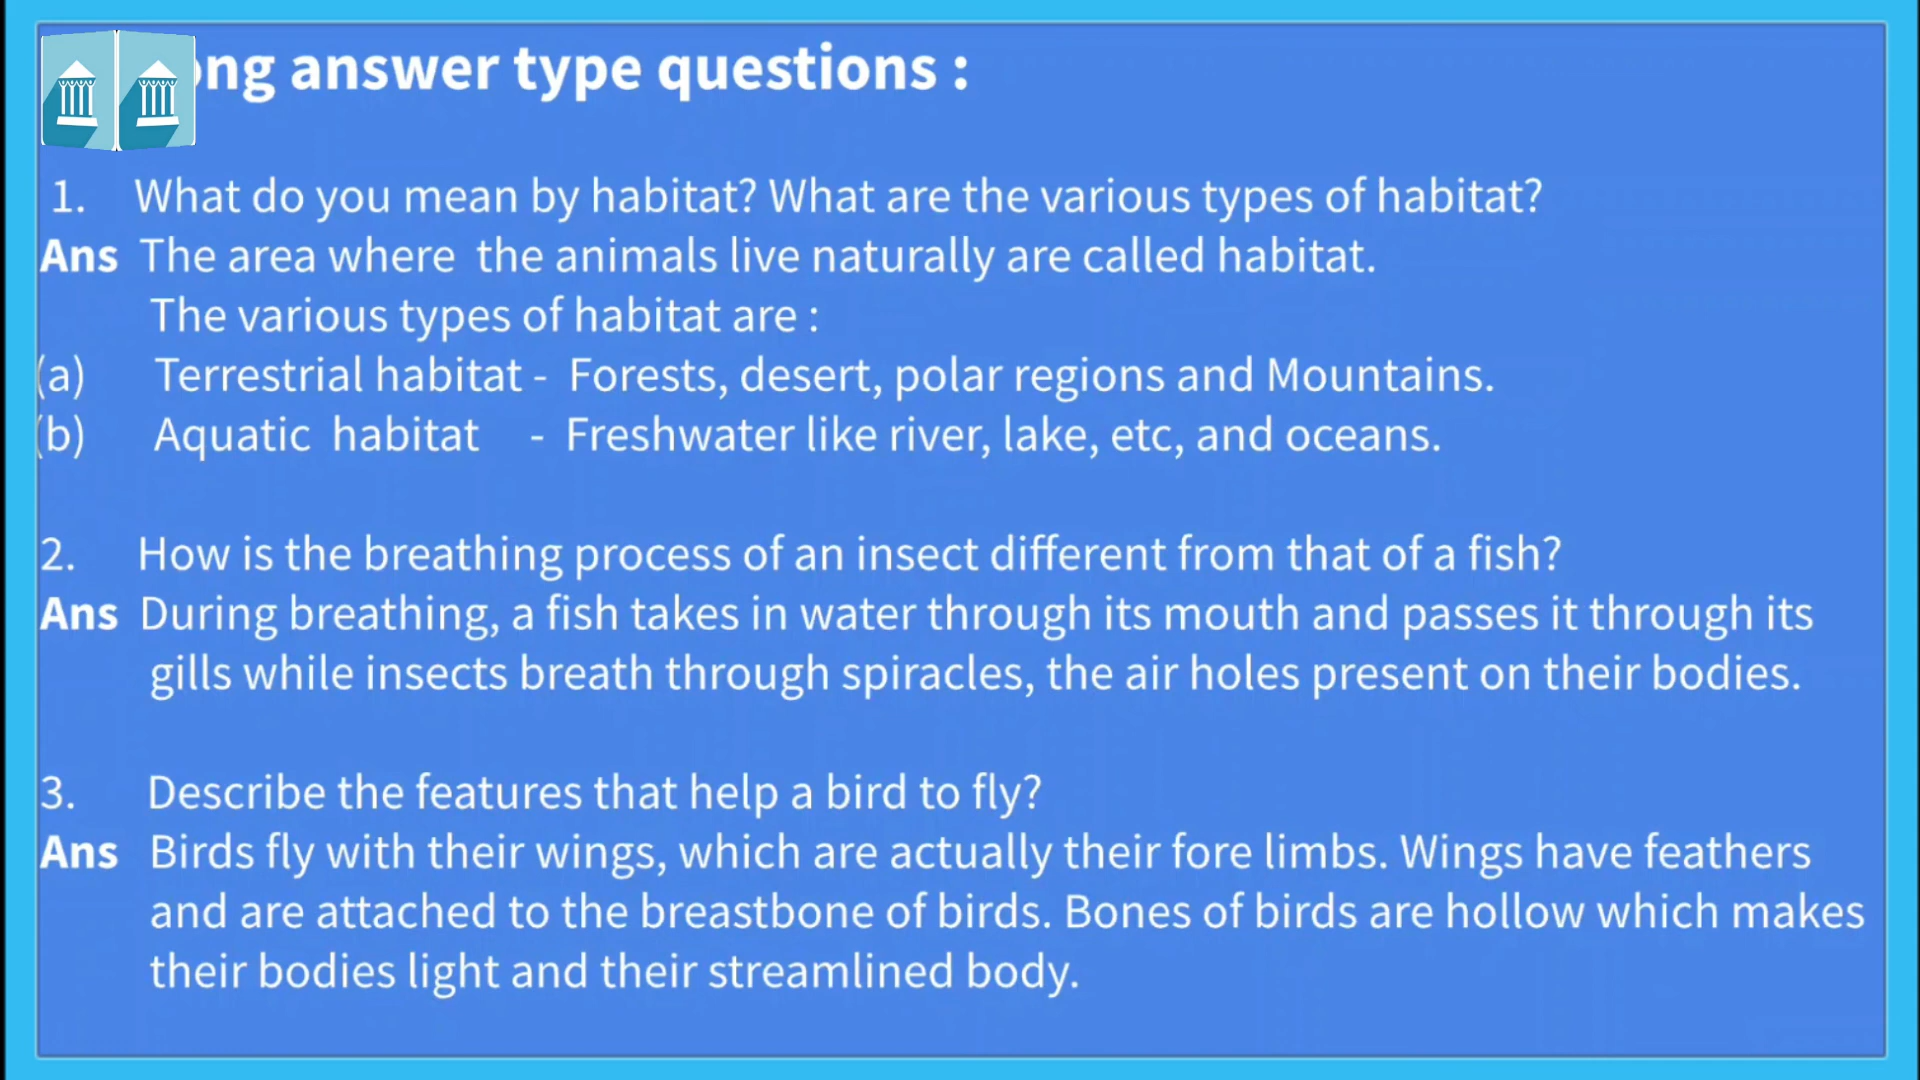 ong answer type questions :
1. What do you mean by habitat? What are the various types of habitat?
Ans The area where the animals live naturally are called habitat.
The various types of habitat are :
(a) Terrestrial habitat - Forests, desert, polar regions and Mountains.
(b) Aquatic habitat - Freshwater like river, lake, etc, and oceans.
2. How is the breathing process of an insect different from that of a fish?
Ans During breathing, a fish takes in water through its mouth and passes it through its
gills while insects breath through spiracles, the air holes present on their bodies.
3. Describe the features that help a bird to fly?
Ans Birds fly with their wings, which are actually their fore limbs. Wings have feathers
and are attached to the breastbone of birds. Bones of birds are hollow which makes
their bodies light and their streamlined body.